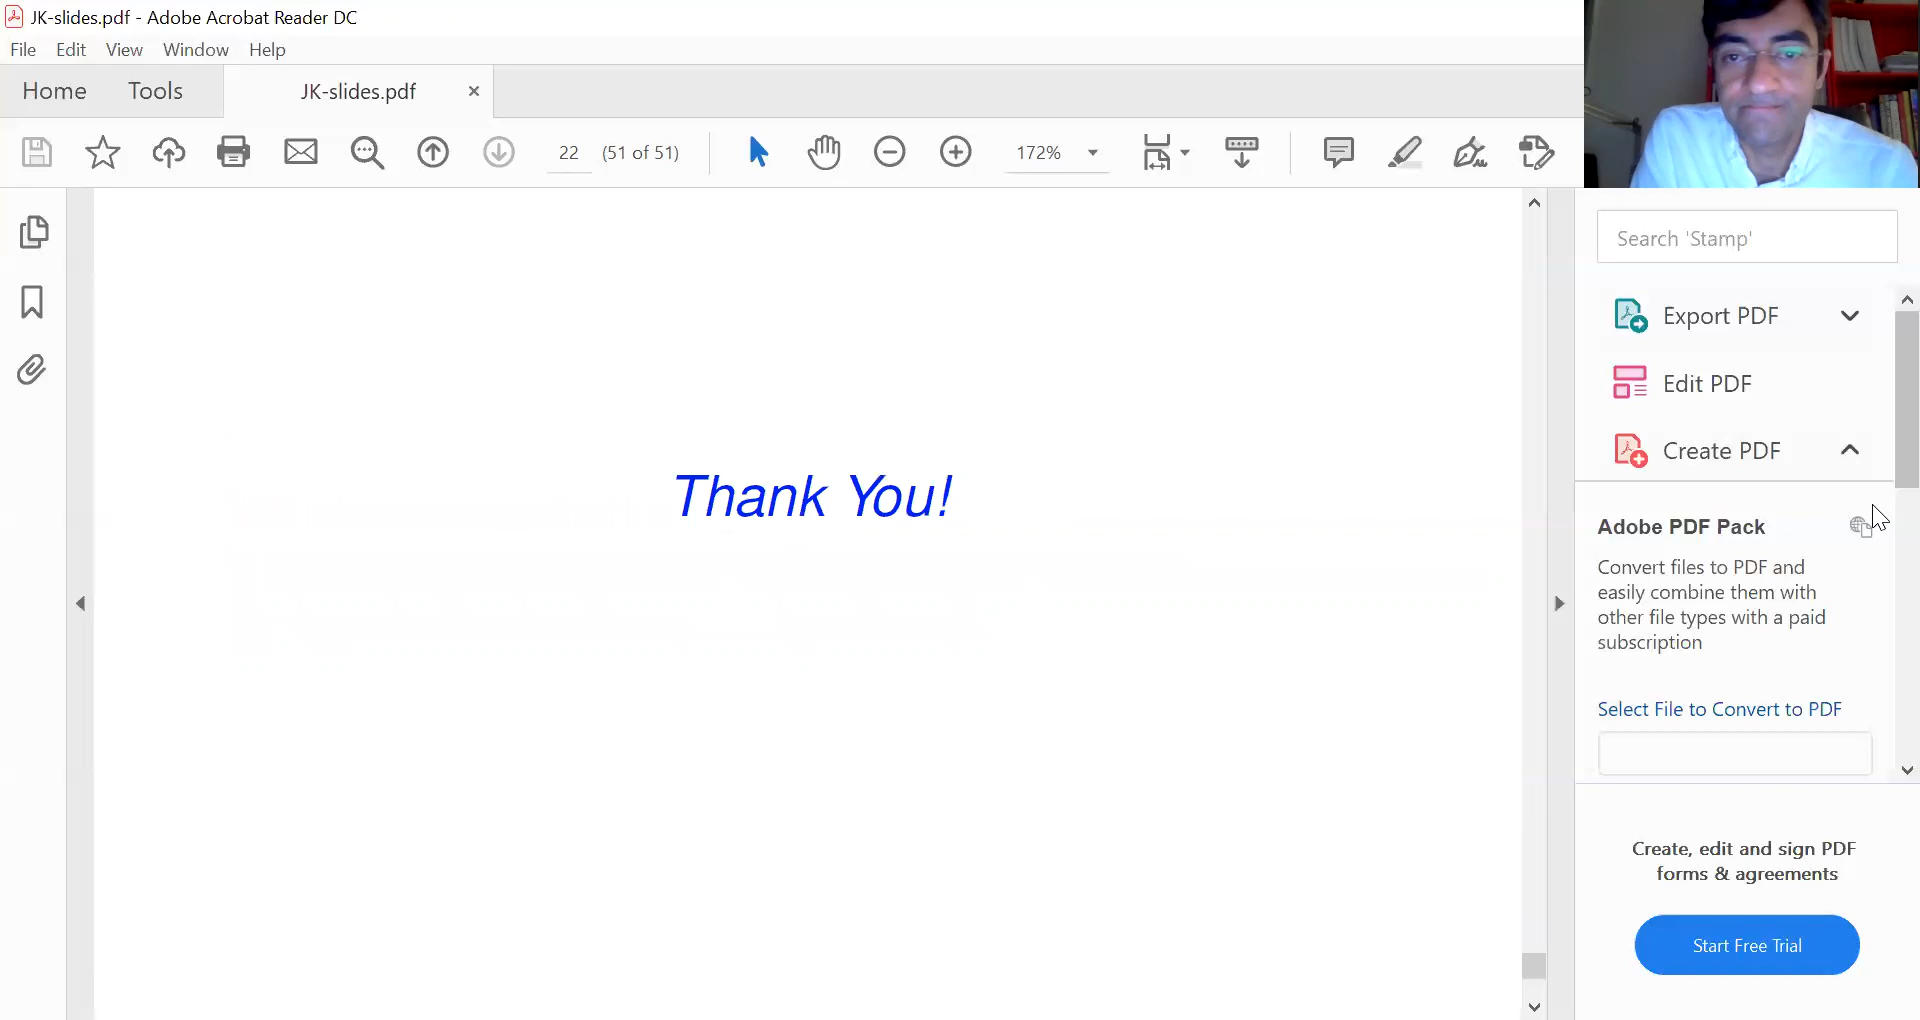 JK-slides.pdf - Adobe Acrobat Reader DC
File Edit View Window Help
Home Tools JK-slides.pdf
22 (51 of 51) 172%
Search 'Stamp'
Export PDF
Edit PDF
Create PDF
Thank You!
Adobe PDF Pack
Convert files to PDF and
easily combine them with
other file types with a paid
subscription
Select File to Convert to PDF
Create, edit and sign PDF
forms & agreements
Start Free Trial